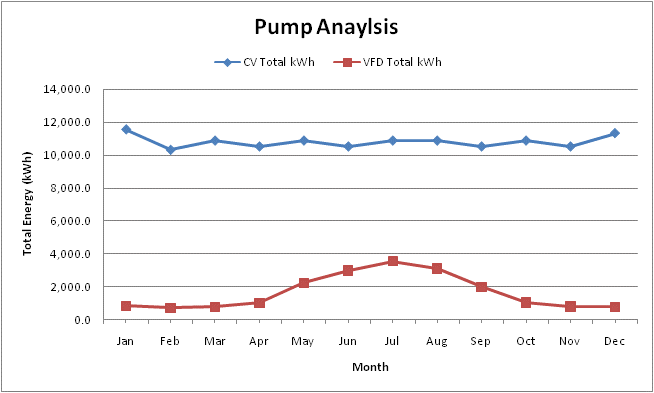 Pump Anaylsis
CV Total kWh
VFD Total kWh
14,000.0
12,000.0
10,000.0
8,000.0
6,000.0
4,000.0
2,000.0
0.0
Total Energy (kWh)
Jan Feb Mar Apr May Jun Jul Aug Sep Oct Nov Dec
Month